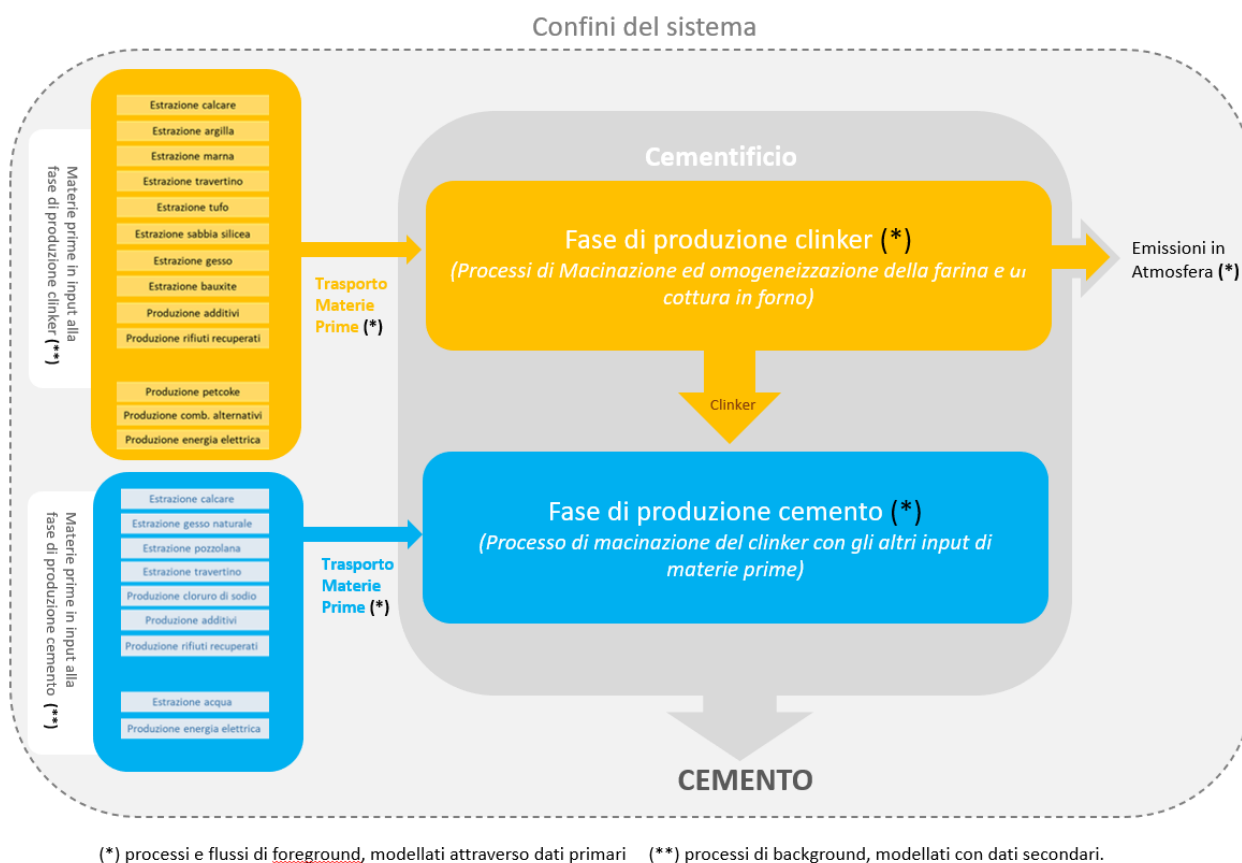 Confini del sistema
Materie prime in input alla
fase di produzione clinker (**)
Estrazione calcare
Estrazione argilla
Estrazione marna
Estrazione travertino
Estrazione tufo
Estrazione sabbia silicea
Estrazione gesso
Estrazione bauxite
Produzione additivi
Produzione rifiuti recuperati
Produzione petcoke
Produzione comb. alternativi
Produzione energia elettrica
Trasporto
Materie
Prime (*)
Cementificio
Fase di produzione clinker (*)
(Processi di Macinazione ed omogeneizzazione della farina e
cottura in forno)
Emissioni in
Atmosfera (*)
Clinker
Materie prime in input alla
fase di produzione cemento (**)
Estrazione calcare
Estrazione gesso naturale
Estrazione pozzolana
Estrazione travertino
Produzione cloruro di sodio
Produzione additivi
Produzione rifiuti recuperati
Estrazione acqua
Produzione energia elettrica
Trasporto
Materie
Prime (*)
Fase di produzione cemento (*)
(Processo di macinazione del clinker con gli altri input di
materie prime)
CEMENTO
(*) processi e flussi di foreground, modellati attraverso dati primari (**) processi di background, modellati con dati secondari.